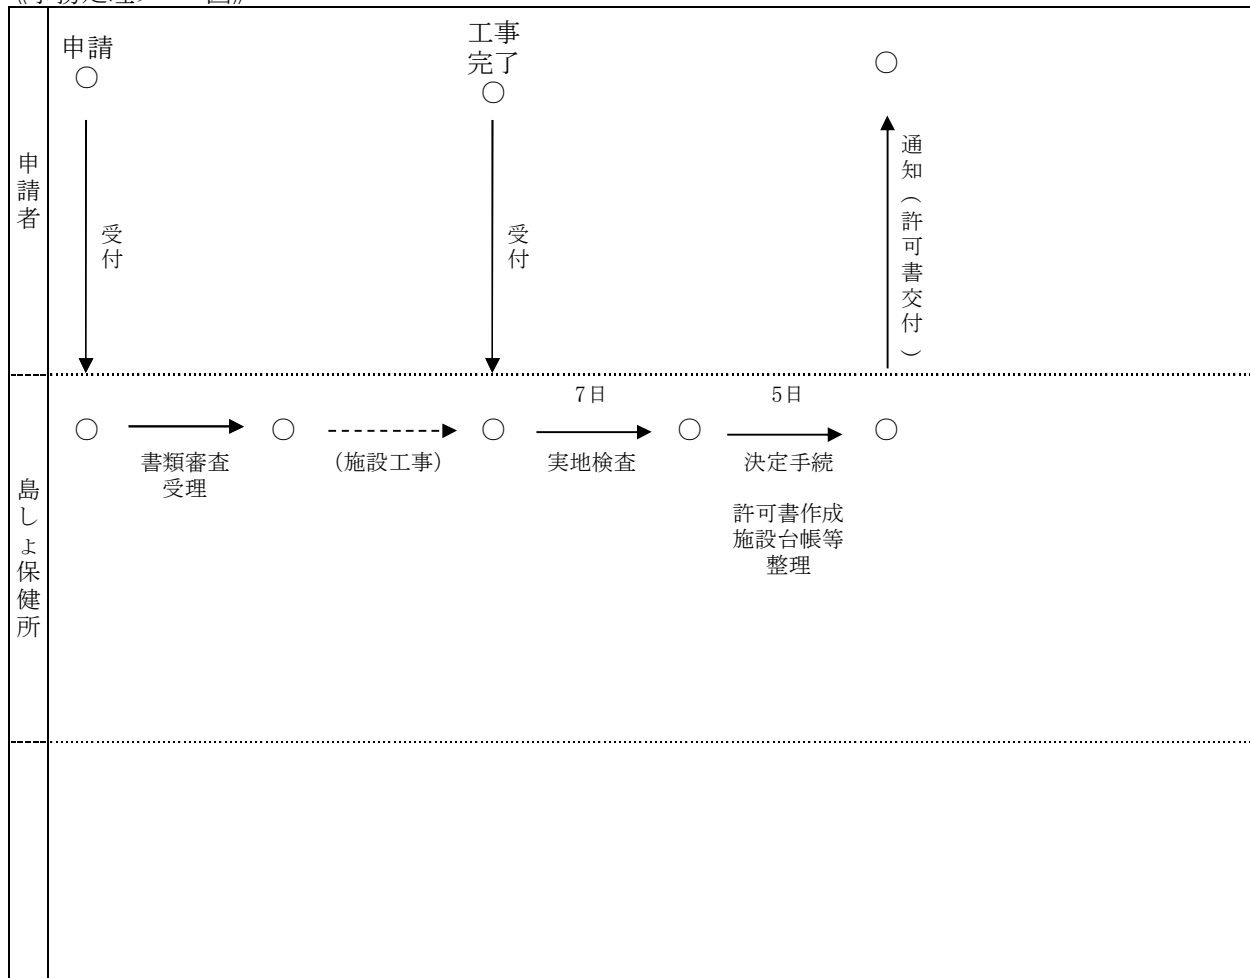 申請
工事
完了
申請者
受付
受付
通知（許可書交付）
7日
5日
書類審査
受理
（施設工事）
実地検査
決定手続
許可書作成
施設台帳等
整理
島しょ保健所